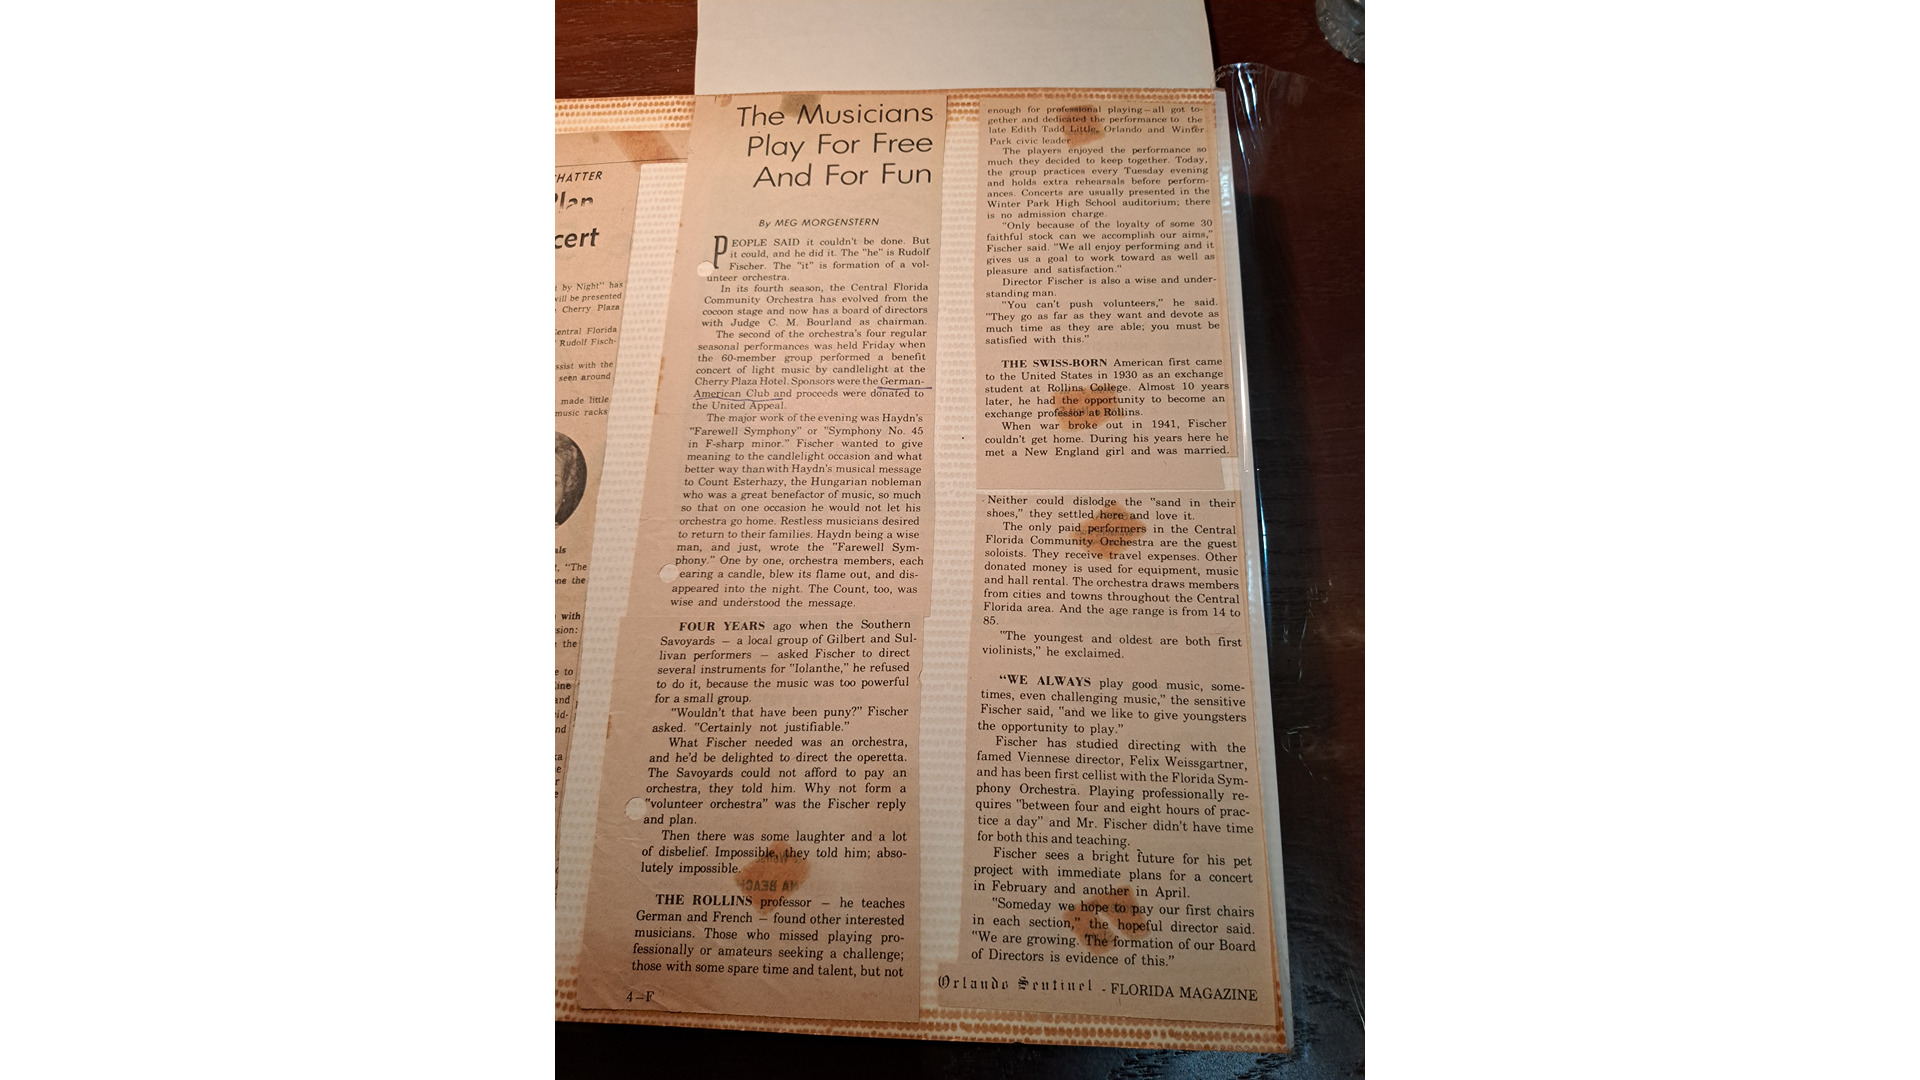 HATTER
Plan
cert
t by Night" has
will be presented
Cherry Plaza
entral Florida
Rudolf Fisch-
ssist with the
seen around
made little
music racks
als
, "The
one the
with
sion:
the
e to
ine
and
id-
nd
The Musicians
Play For Free
And For Fun
By MEG MORGENSTERN
PEOPLE SAID it couldn't be done. But
it could, and he did it. The "he" is Rudolf
Fischer. The "it" is formation of a vol-
unteer orchestra.
In its fourth season, the Central Florida
Community Orchestra has evolved from the
cocoon stage and now has a board of directors
with Judge C. M. Bourland as chairman.
The second of the orchestra's four regular
seasonal performances was held Friday when
the 60-member group performed a benefit
concert of light music by candlelight at the
Cherry Plaza Hotel. Sponsors were the German-
American Club and proceeds were donated to
the United Appeal.
The major work of the evening was Haydn's
"Farewell Symphony" or "Symphony No. 45
in F-sharp minor." Fischer wanted to give
meaning to the candlelight occasion and what
better way than with Haydn's musical message
to Count Esterhazy, the Hungarian nobleman
who was a great benefactor of music, so much
so that on one occasion he would not let his
orchestra go home. Restless musicians desired
to return to their families. Haydn being a wise
man, and just, wrote the "Farewell Sym-
phony." One by one, orchestra members, each
earing a candle, blew its flame out, and dis-
appeared into the night. The Count, too, was
wise and understood the message.
FOUR YEARS ago when the Southern
Savoyards — a local group of Gilbert and Sul-
livan performers — asked Fischer to direct
several instruments for "Iolanthe," he refused
to do it, because the music was too powerful
for a small group.
"Wouldn't that have been puny?" Fischer
asked. "Certainly not justifiable."
What Fischer needed was an orchestra,
and he'd be delighted to direct the operetta.
The Savoyards could not afford to pay an
orchestra, they told him. Why not form a
"volunteer orchestra" was the Fischer reply
and plan.
Then there was some laughter and a lot
of disbelief. Impossible, they told him; abso-
lutely impossible.
THE ROLLINS professor — he teaches
German and French — found other interested
musicians. Those who missed playing pro-
fessionally or amateurs seeking a challenge;
those with some spare time and talent, but not
4—F
enough for professional playing—all got to-
gether and dedicated the performance to the
late Edith Tadd Little, Orlando and Winter
Park civic leader.
The players enjoyed the performance so
much they decided to keep together. Today,
the group practices every Tuesday evening
and holds extra rehearsals before perform-
ances. Concerts are usually presented in the
Winter Park High School auditorium; there
is no admission charge.
"Only because of the loyalty of some 30
faithful stock can we accomplish our aims,"
Fischer said. "We all enjoy performing and it
gives us a goal to work toward as well as
pleasure and satisfaction."
Director Fischer is also a wise and under-
standing man.
"You can't push volunteers," he said.
"They go as far as they want and devote as
much time as they are able; you must be
satisfied with this."
THE SWISS-BORN American first came
to the United States in 1930 as an exchange
student at Rollins College. Almost 10 years
later, he had the opportunity to become an
exchange professor at Rollins.
When war broke out in 1941, Fischer
couldn't get home. During his years here he
met a New England girl and was married.
Neither could dislodge the "sand in their
shoes," they settled here and love it.
The only paid performers in the Central
Florida Community Orchestra are the guest
soloists. They receive travel expenses. Other
donated money is used for equipment, music
and hall rental. The orchestra draws members
from cities and towns throughout the Central
Florida area. And the age range is from 14 to
85.
"The youngest and oldest are both first
violinists," he exclaimed.
"WE ALWAYS play good music, some-
times, even challenging music," the sensitive
Fischer said, "and we like to give youngsters
the opportunity to play."
Fischer has studied directing with the
famed Viennese director, Felix Weissgartner,
and has been first cellist with the Florida Sym-
phony Orchestra. Playing professionally re-
quires "between four and eight hours of prac-
tice a day" and Mr. Fischer didn't have time
for both this and teaching.
Fischer sees a bright future for his pet
project with immediate plans for a concert
in February and another in April.
"Someday we hope to pay our first chairs
in each section," the hopeful director said.
"We are growing. The formation of our Board
of Directors is evidence of this."
Orlando Sentinel - FLORIDA MAGAZINE